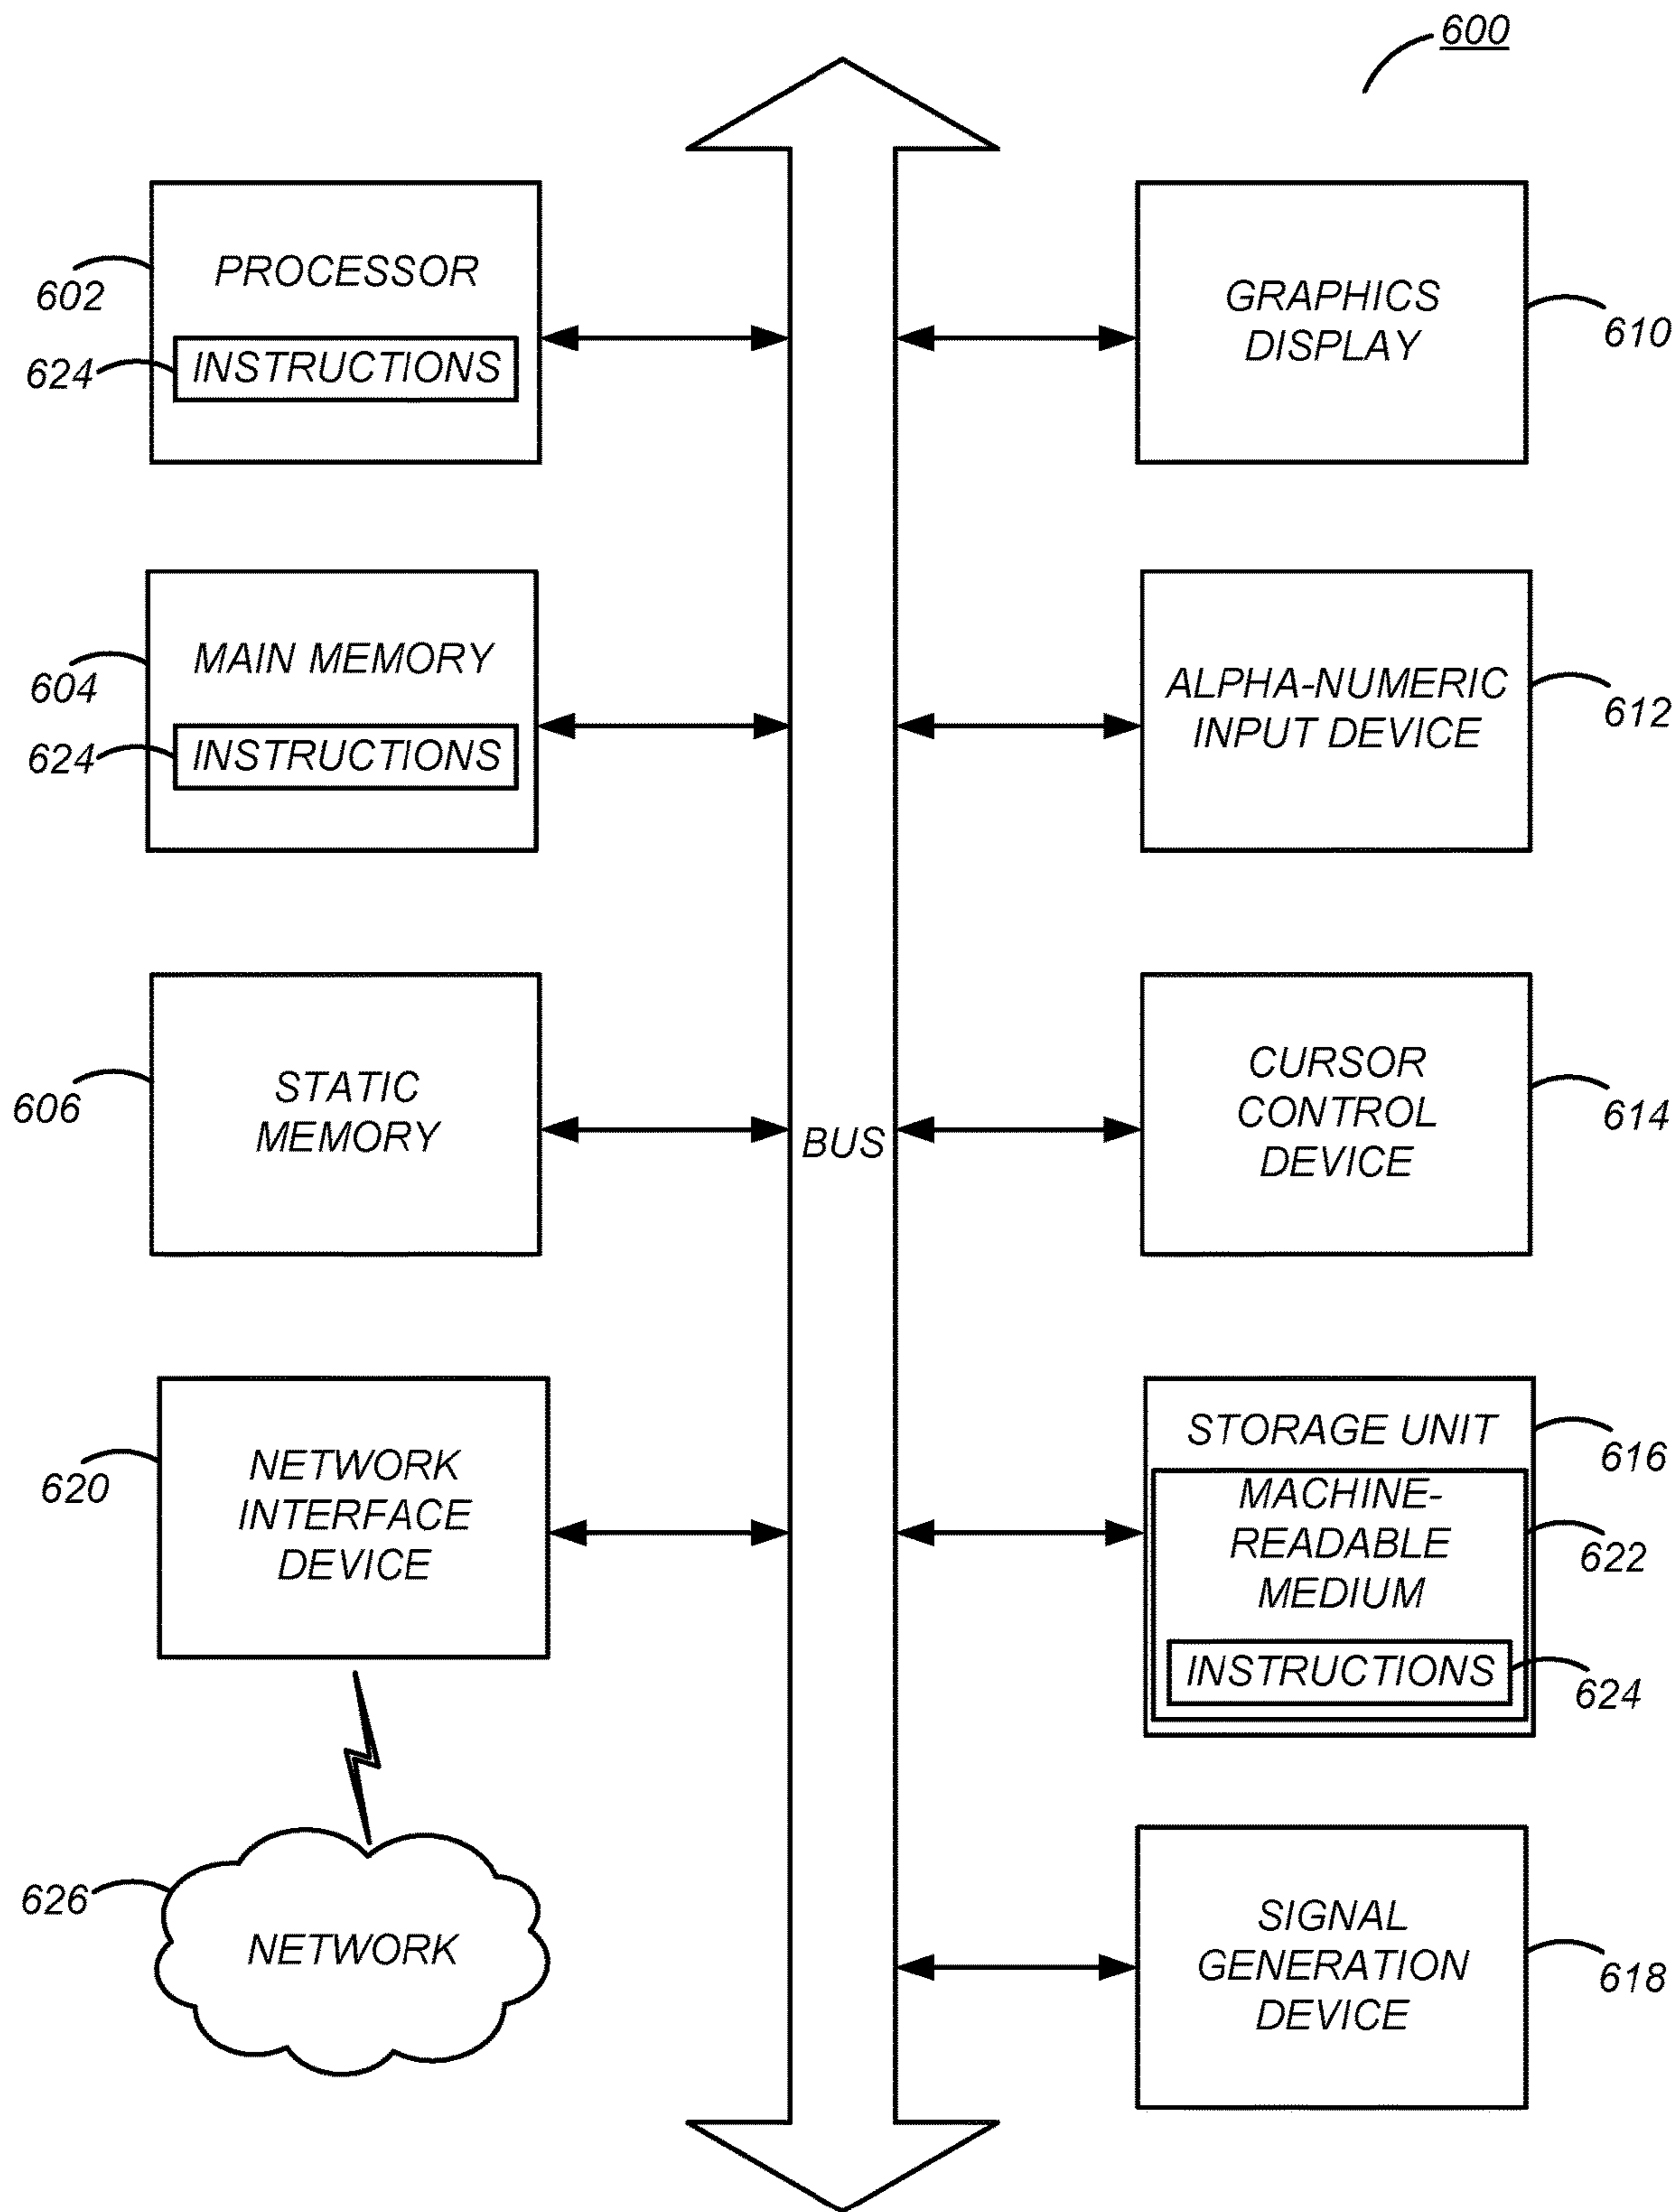 600
PROCESSOR
602
INSTRUCTIONS
624
GRAPHICS
DISPLAY
610
MAIN MEMORY
604
INSTRUCTIONS
624
ALPHA-NUMERIC
INPUT DEVICE
612
STATIC
MEMORY
606
BUS
CURSOR
CONTROL
DEVICE
614
NETWORK
INTERFACE
DEVICE
620
STORAGE UNIT
616
MACHINE-
READABLE
MEDIUM
622
INSTRUCTIONS
624
626
NETWORK
SIGNAL
GENERATION
DEVICE
618